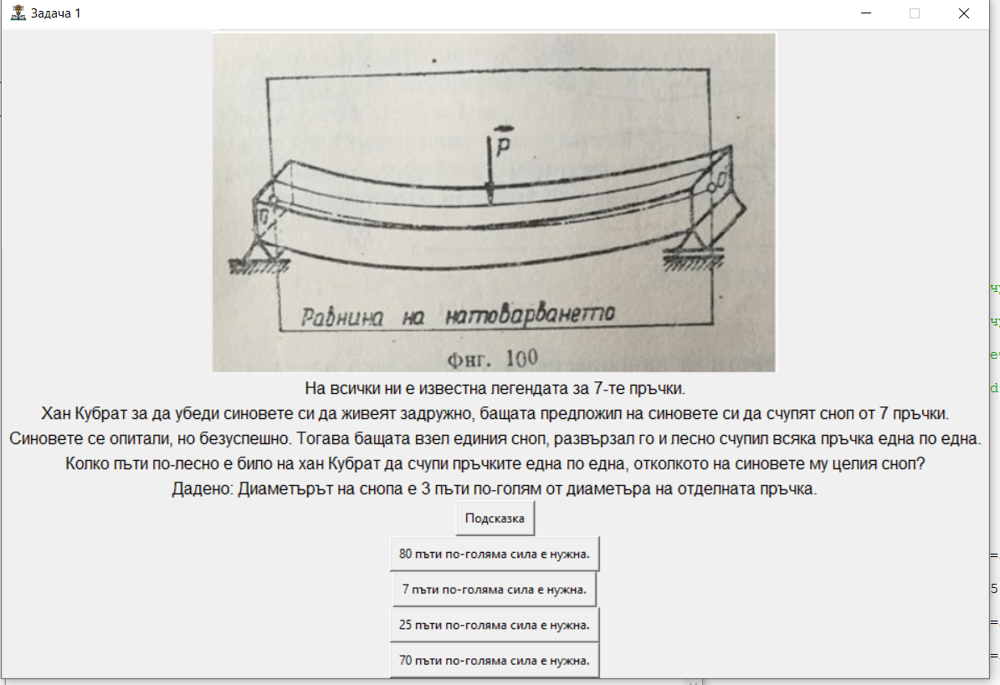 Задача 1
P
0
0
Равнина на натоварването
Фиг. 100
На всички ни е известна легендата за 7-те пръчки.
Хан Кубрат за да убеди синовете си да живеят задружно, бащата предложил на синовете си да счупят сноп от 7 пръчки.
Синовете се опитали, но безуспешно. Тогава бащата взел единия сноп, развързал го и лесно счупил всяка пръчка една по една.
Колко пъти по-лесно е било на хан Кубрат да счупи пръчките една по една, отколкото на синовете му целия сноп?
Дадено: Диаметърът на снопа е 3 пъти по-голям от диаметъра на отделната пръчка.
Подсказка
80 пъти по-голяма сила е нужна.
7 пъти по-голяма сила е нужна.
25 пъти по-голяма сила е нужна.
70 пъти по-голяма сила е нужна.